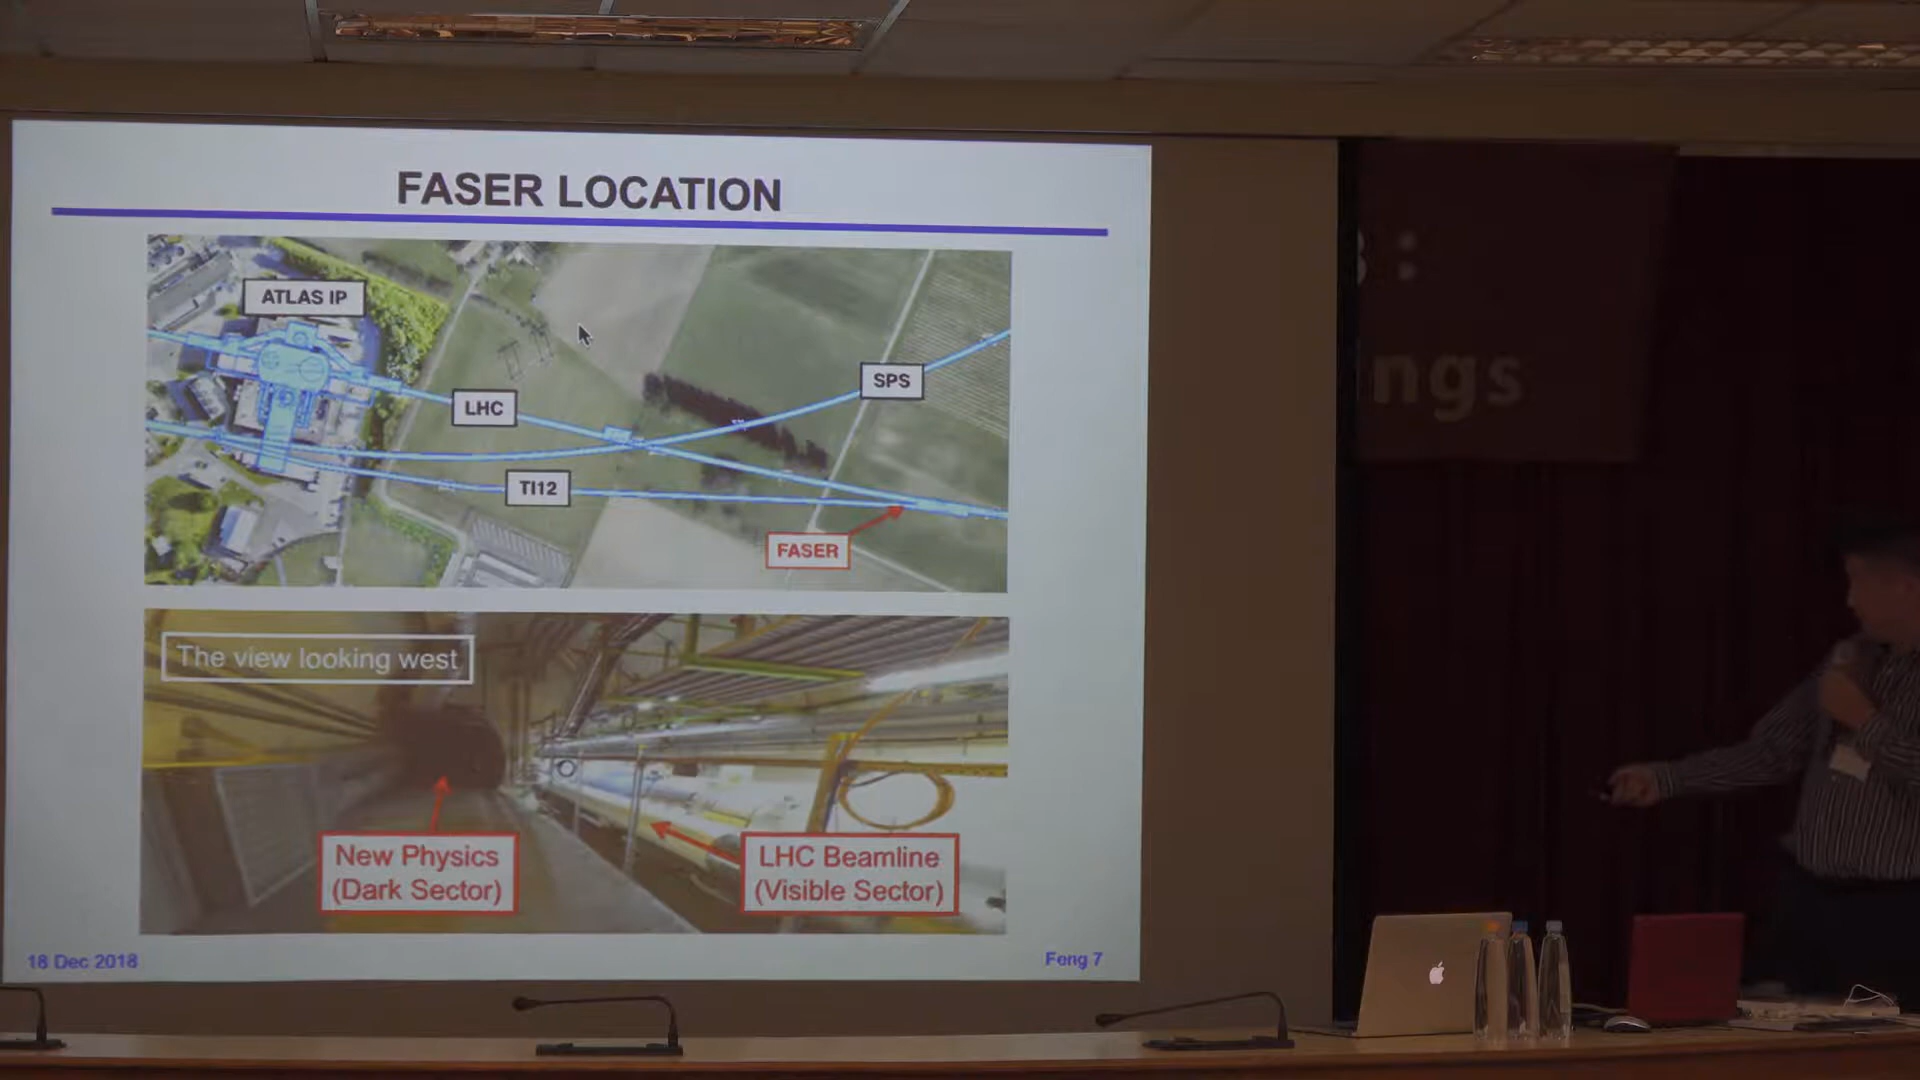 FASER LOCATION
ATLAS IP
SPS
LHC
TI12
FASER
The view looking west
New Physics
(Dark Sector)
LHC Beamline
(Visible Sector)
18 Dec 2018
Feng 7
ngs